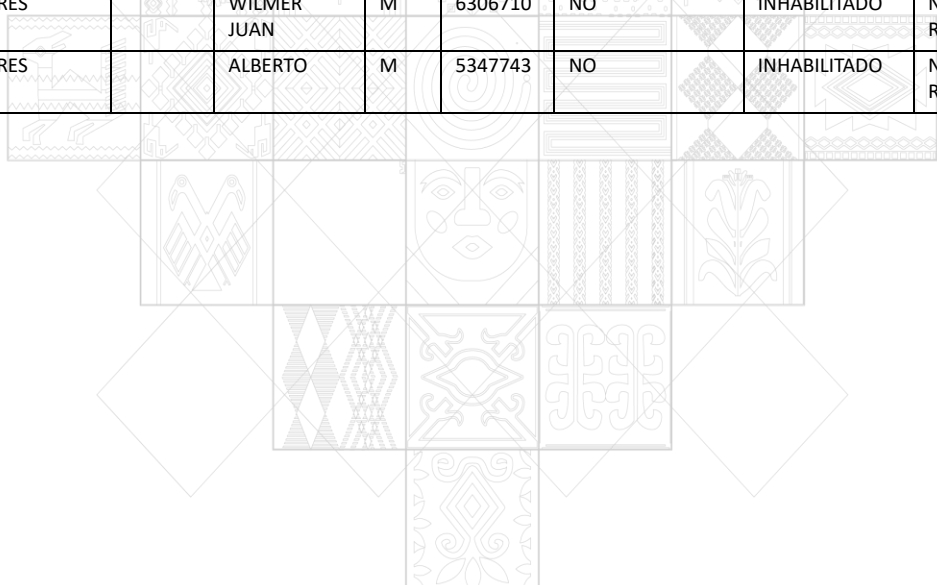 RES WILMER M 6306710 NO INHABILITADO N
JUAN R
RES ALBERTO M 5347743 NO INHABILITADO N
R